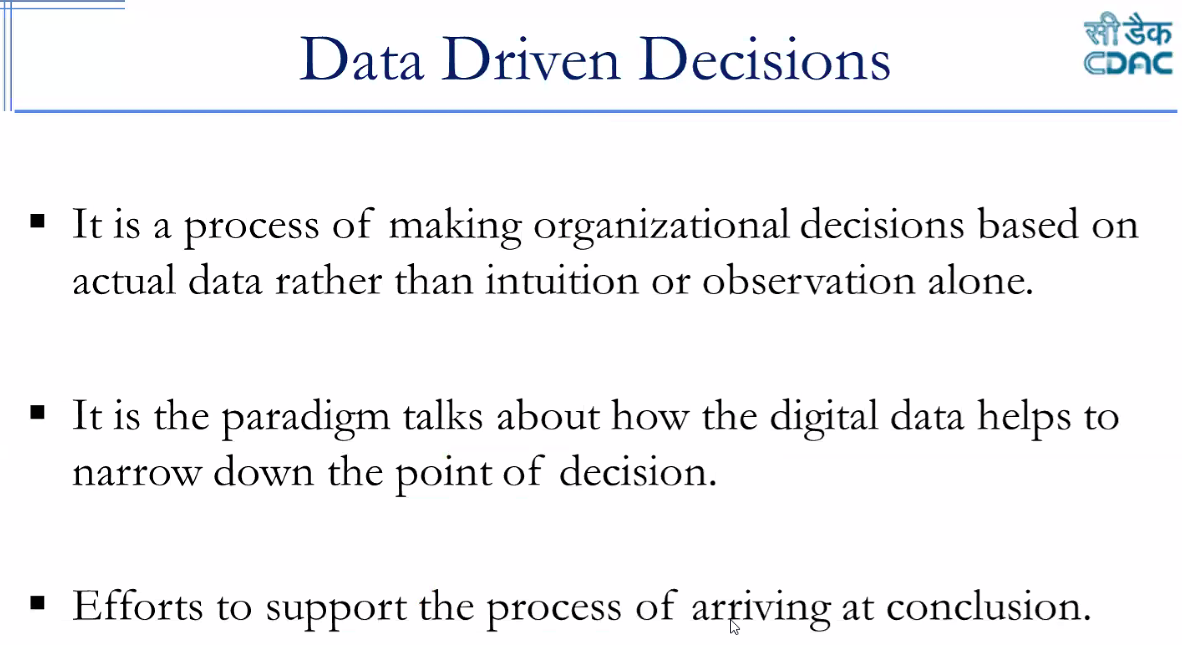 Data Driven Decisions
सी डैक
CDAC
▪ It is a process of making organizational decisions based on
actual data rather than intuition or observation alone.
▪ It is the paradigm talks about how the digital data helps to
narrow down the point of decision.
▪ Efforts to support the process of arriving at conclusion.